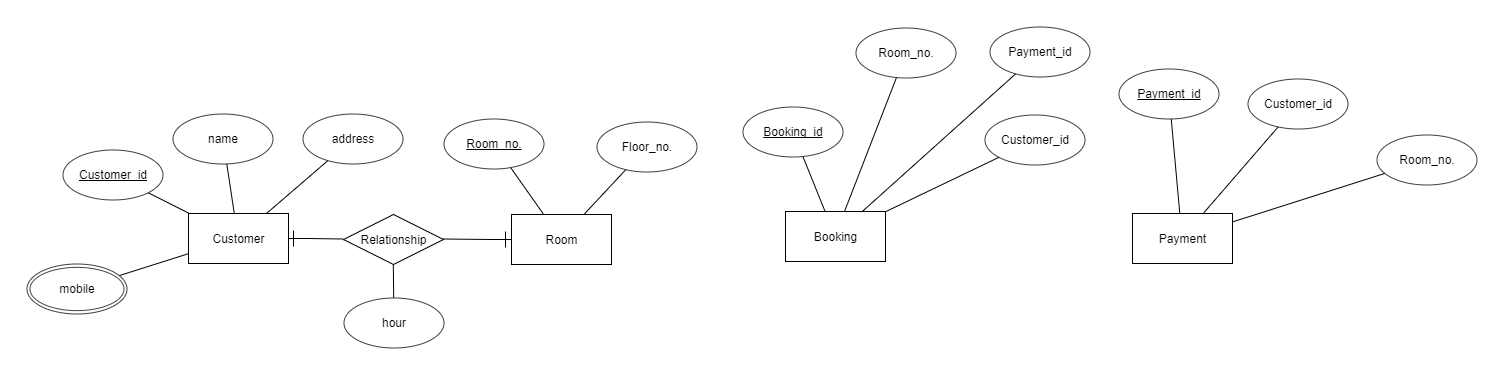 Customer_id
name
address
Customer
mobile
Relationship
hour
Room_no.
Floor_no.
Room
Booking_id
Room_no.
Payment_id
Customer_id
Booking
Payment_id
Customer_id
Room_no.
Payment